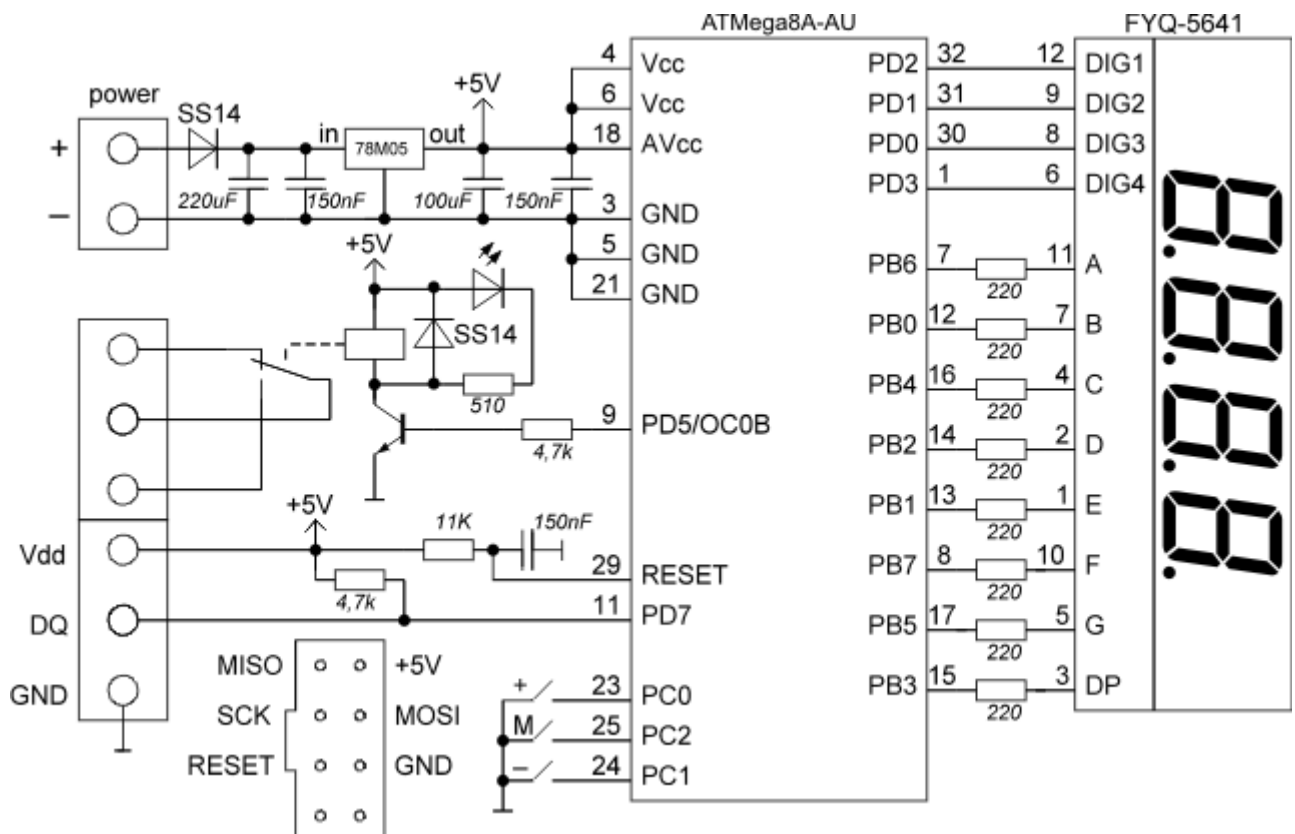 ATMega8A-AU FYQ-5641
power
SS14
+5V
+
–
in 78M05 out
220uF 150nF 100uF 150nF
4 Vcc
6 Vcc
18 AVcc
3 GND
5 GND
21 GND
PD2 32 12 DIG1
PD1 31 9 DIG2
PD0 30 8 DIG3
PD3 1 6 DIG4
+5V
SS14
510
9 PD5/OC0B
4,7k
PB6 7 11 A
220
PB0 12 7 B
220
PB4 16 4 C
220
PB2 14 2 D
220
PB1 13 1 E
220
PB7 8 10 F
220
PB5 17 5 G
220
PB3 15 3 DP
220
+5V
11K 150nF
Vdd
29 RESET
4,7k
DQ
11 PD7
GND
MISO +5V
SCK MOSI
RESET GND
+ 23 PC0
M 25 PC2
– 24 PC1